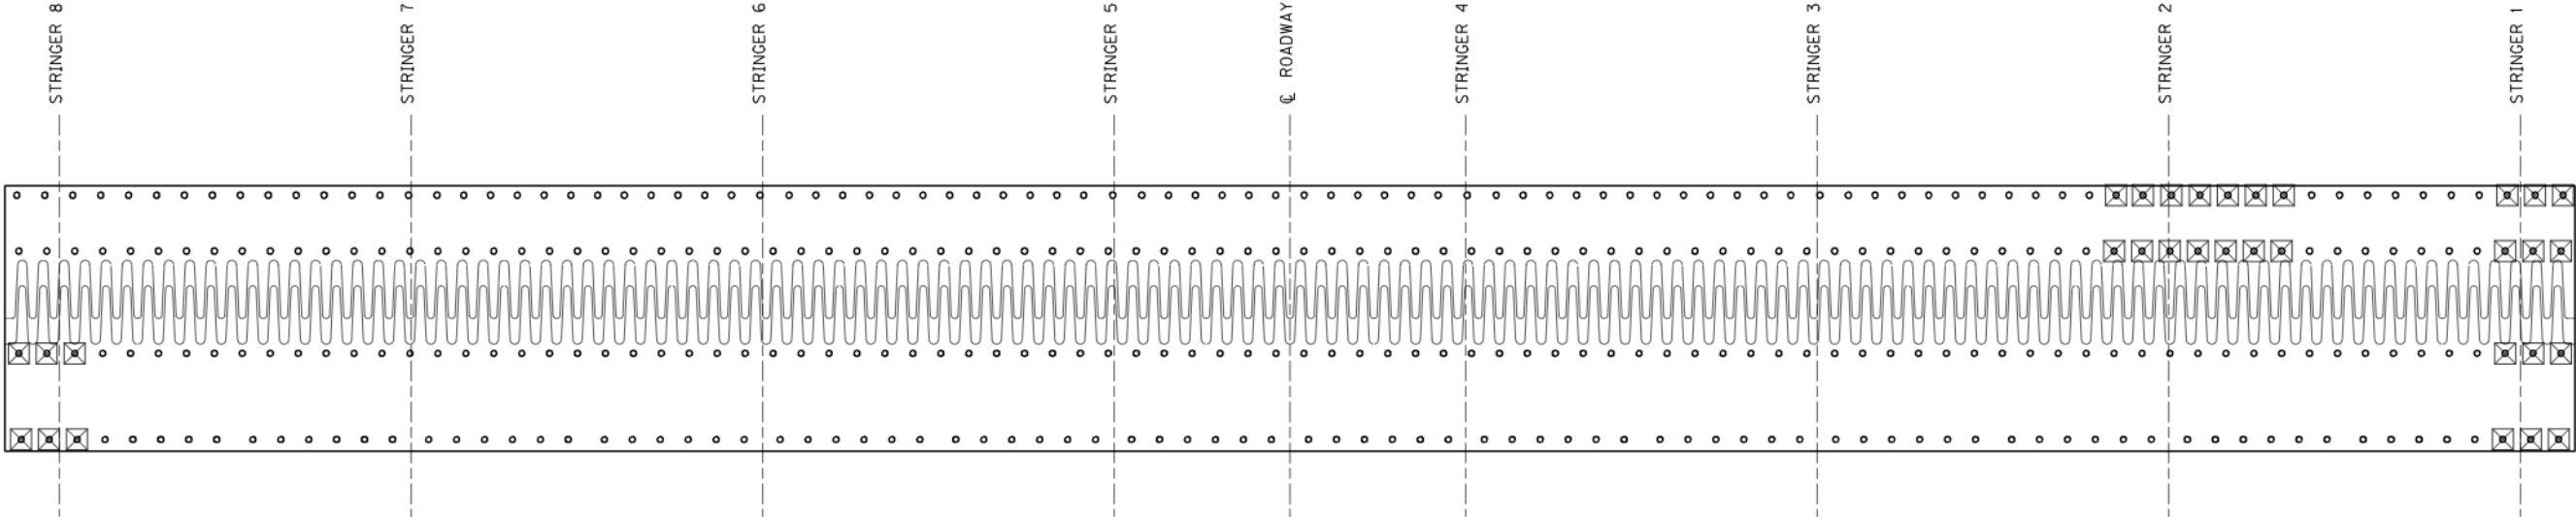 STRINGER 8
STRINGER 7
STRINGER 6
STRINGER 5
℄ ROADWAY
STRINGER 4
STRINGER 3
STRINGER 2
STRINGER 1